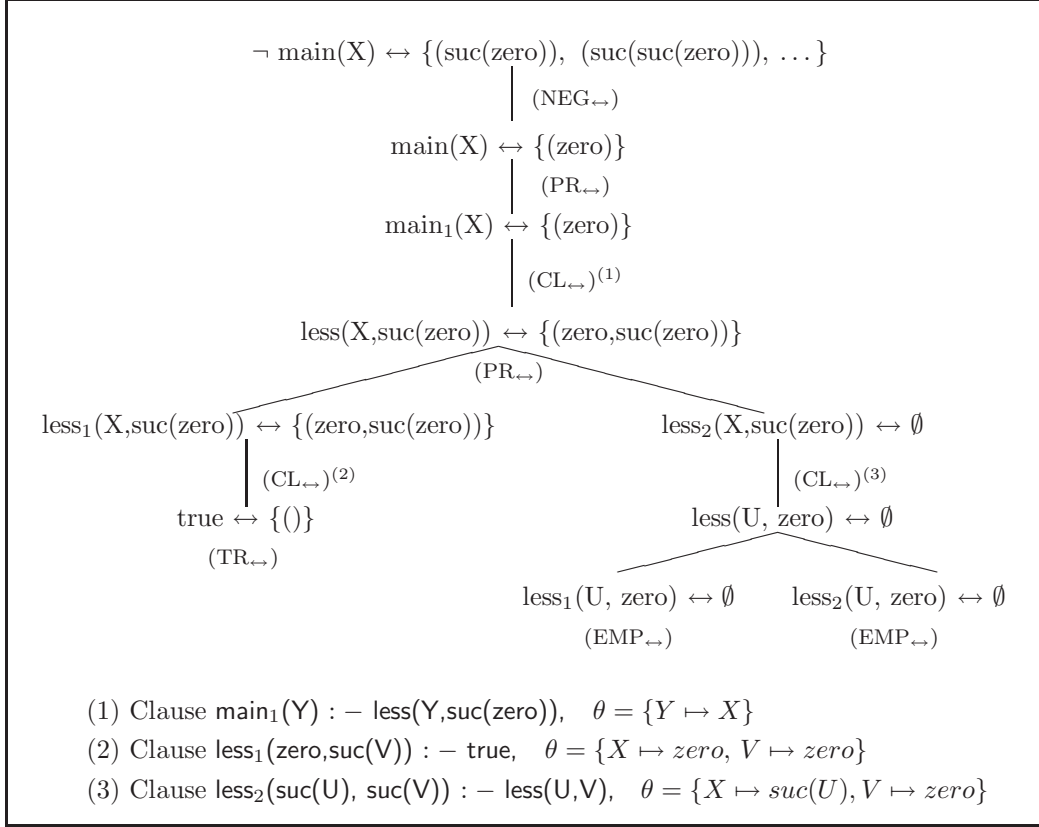 ¬ main(X) ↔ {(suc(zero)), (suc(suc(zero))), … }
(NEG↔)
main(X) ↔ {(zero)}
(PR↔)
main₁(X) ↔ {(zero)}
(CL↔)⁽¹⁾
less(X,suc(zero)) ↔ {(zero,suc(zero))}
(PR↔)
less₁(X,suc(zero)) ↔ {(zero,suc(zero))} less₂(X,suc(zero)) ↔ ∅
(CL↔)⁽²⁾ (CL↔)⁽³⁾
true ↔ {()} less(U, zero) ↔ ∅
(TR↔)
less₁(U, zero) ↔ ∅ less₂(U, zero) ↔ ∅
(EMP↔) (EMP↔)
(1) Clause main₁(Y) : − less(Y,suc(zero)), θ = {Y ↦ X}
(2) Clause less₁(zero,suc(V)) : − true, θ = {X ↦ zero, V ↦ zero}
(3) Clause less₂(suc(U), suc(V)) : − less(U,V), θ = {X ↦ suc(U), V ↦ zero}